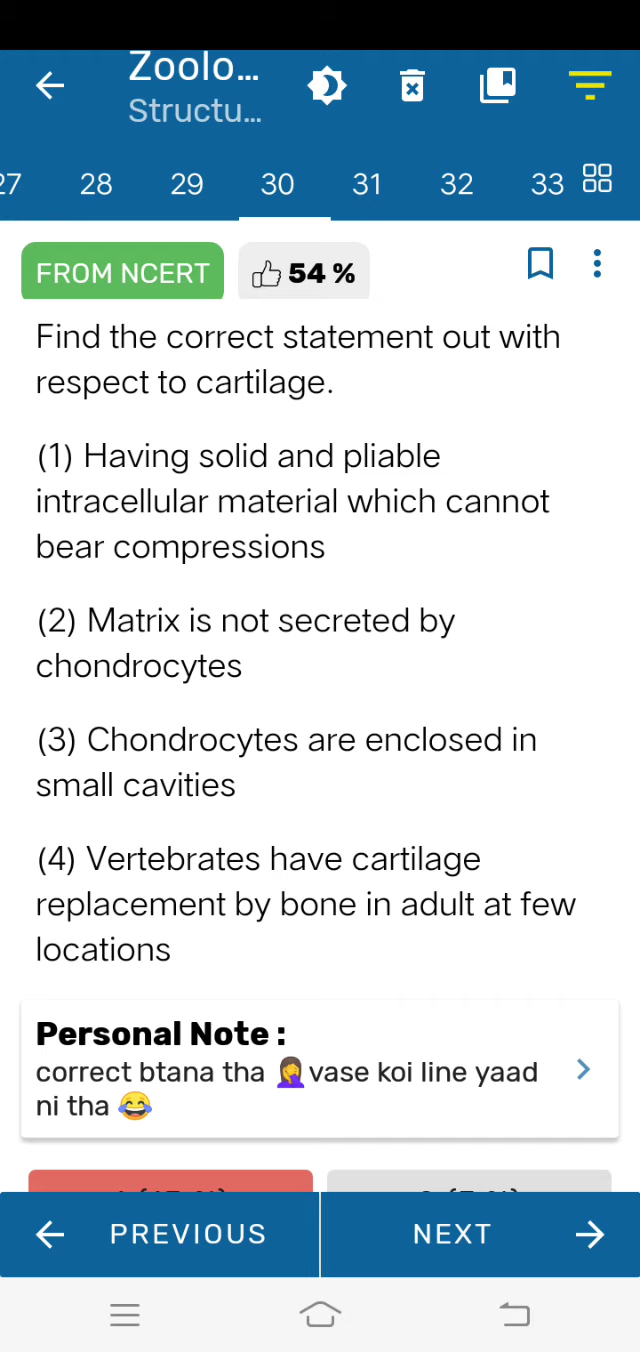 Zoolo...
Structu...
27 28 29 30 31 32 33
FROM NCERT 54 %
Find the correct statement out with
respect to cartilage.
(1) Having solid and pliable
intracellular material which cannot
bear compressions
(2) Matrix is not secreted by
chondrocytes
(3) Chondrocytes are enclosed in
small cavities
(4) Vertebrates have cartilage
replacement by bone in adult at few
locations
Personal Note :
correct btana tha 🤦‍♀️ vase koi line yaad
ni tha 😂
PREVIOUS NEXT